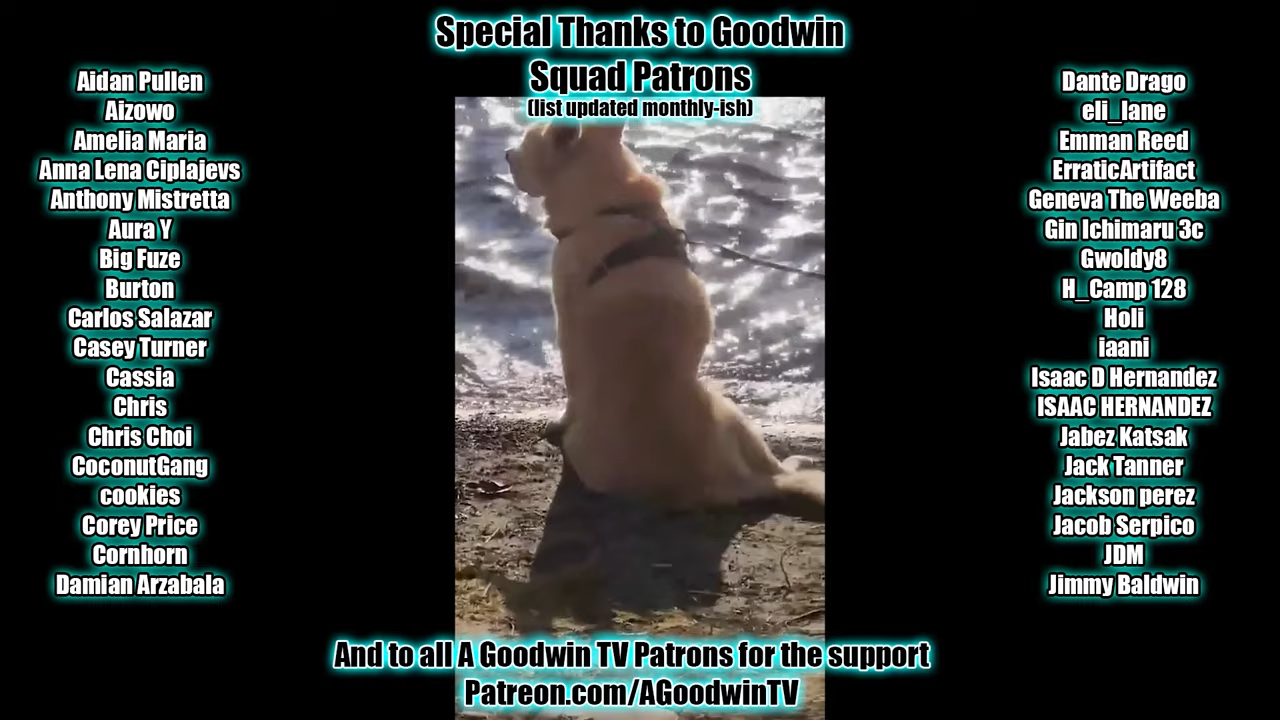 Special Thanks to Goodwin
Squad Patrons
(list updated monthly-ish)
Aidan Pullen
Aizowo
Amelia Maria
Anna Lena Ciplajevs
Anthony Mistretta
Aura Y
Big Fuze
Burton
Carlos Salazar
Casey Turner
Cassia
Chris
Chris Choi
CoconutGang
cookies
Corey Price
Cornhorn
Damian Arzabala
Dante Drago
eli_lane
Emman Reed
ErraticArtifact
Geneva The Weeba
Gin Ichimaru 3c
Gwoldy8
H_Camp 128
Holi
iaani
Isaac D Hernandez
ISAAC HERNANDEZ
Jabez Katsak
Jack Tanner
Jackson perez
Jacob Serpico
JDM
Jimmy Baldwin
And to all A Goodwin TV Patrons for the support
Patreon.com/AGoodwinTV